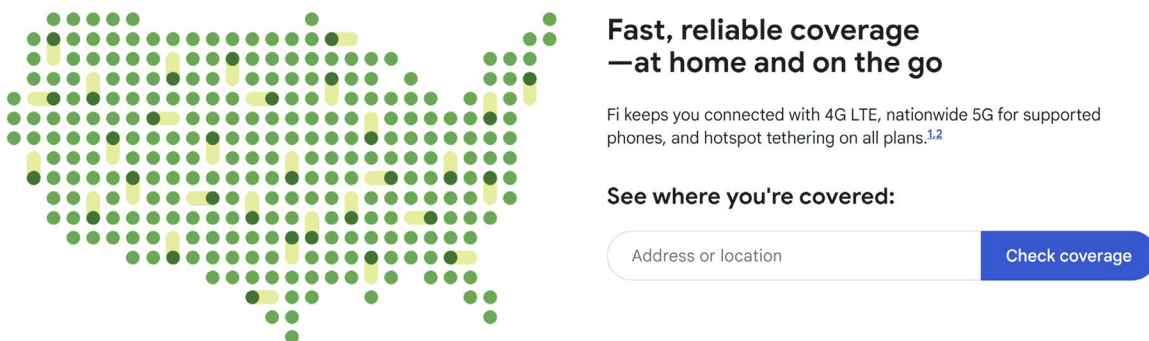 Fast, reliable coverage
—at home and on the go
Fi keeps you connected with 4G LTE, nationwide 5G for supported
phones, and hotspot tethering on all plans.1,2
See where you're covered:
Address or location
Check coverage